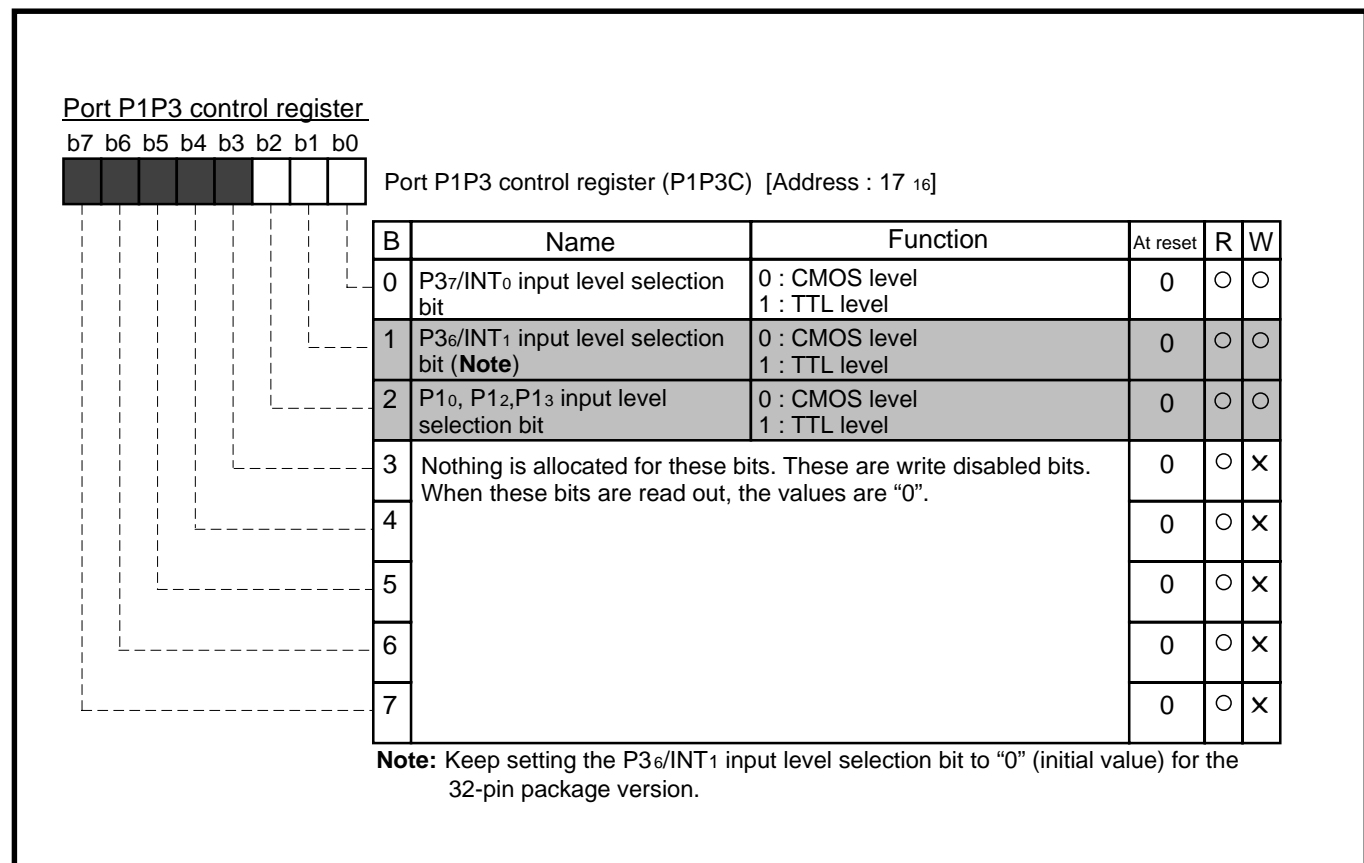 Port P1P3 control register
b7 b6 b5 b4 b3 b2 b1 b0
Port P1P3 control register (P1P3C) [Address : 17 16]
B Name Function At reset R W
0 P37/INT0 input level selection bit 0 : CMOS level 1 : TTL level 0 ○ ○
1 P36/INT1 input level selection bit (Note) 0 : CMOS level 1 : TTL level 0 ○ ○
2 P10, P12,P13 input level selection bit 0 : CMOS level 1 : TTL level 0 ○ ○
3 Nothing is allocated for these bits. These are write disabled bits. When these bits are read out, the values are “0”. 0 ○ ×
4 0 ○ ×
5 0 ○ ×
6 0 ○ ×
7 0 ○ ×
Note: Keep setting the P36/INT1 input level selection bit to “0” (initial value) for the
32-pin package version.